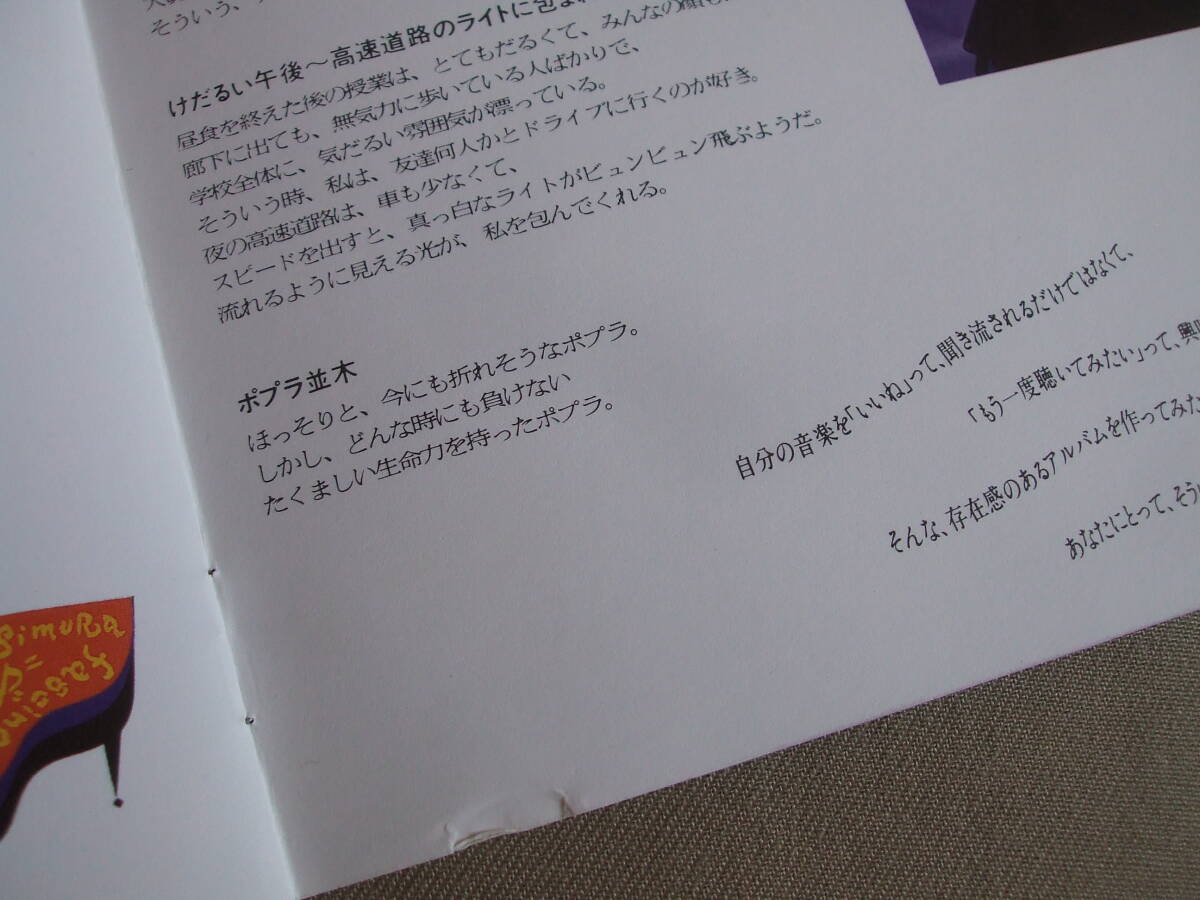 そういう、
けだるい午後〜高速道路のライトに包まれ
昼食を終えた後の授業は、とてもだるくて、みんなの顔も
廊下に出ても、無気力に歩いている人ばかりで、
学校全体に、気だるい雰囲気が漂っている。
そういう時、私は、友達何人かとドライブに行くのが好き。
夜の高速道路は、車も少なくて、
スピードを出すと、真っ白なライトがビュンビュン飛ぶようだ。
流れるように見える光が、私を包んでくれる。
ポプラ並木
ほっそりと、今にも折れそうなポプラ。
しかし、どんな時にも負けない
たくましい生命力を持ったポプラ。
自分の音楽を「いいね」って、聞き流されるだけではなくて、
「もう一度聴いてみたい」って、興
そんな、存在感のあるアルバムを作ってみた
あなたにとって、そう
SimuRa